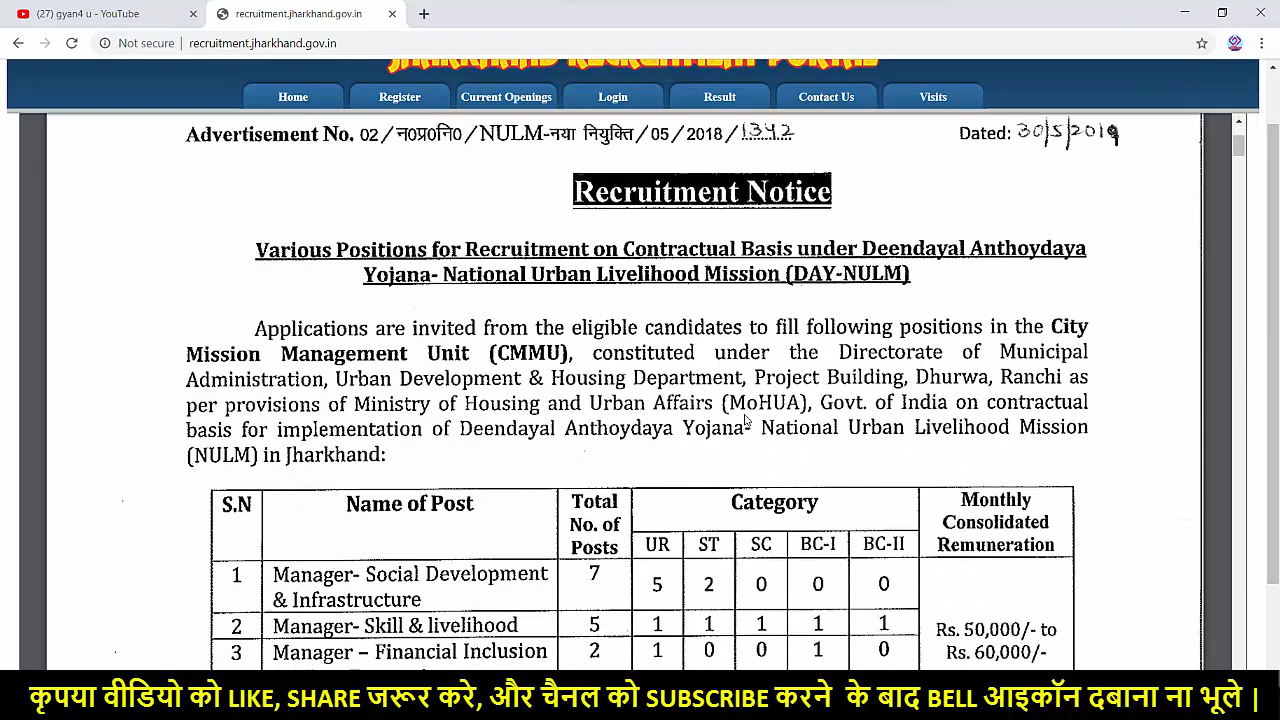 (27) gyan4 u - YouTube
recruitment.jharkhand.gov.in
Not secure | recruitment.jharkhand.gov.in
JHARKHAND RECRUITMENT PORTAL
Home Register Current Openings Login Result Contact Us Visits
Advertisement No. 02/न0प्र0नि0/NULM-नया नियुक्ति/05/2018/1342 Dated: 30/5/2019
Recruitment Notice
Various Positions for Recruitment on Contractual Basis under Deendayal Anthoydaya
Yojana- National Urban Livelihood Mission (DAY-NULM)
Applications are invited from the eligible candidates to fill following positions in the City
Mission Management Unit (CMMU), constituted under the Directorate of Municipal
Administration, Urban Development & Housing Department, Project Building, Dhurwa, Ranchi as
per provisions of Ministry of Housing and Urban Affairs (MoHUA), Govt. of India on contractual
basis for implementation of Deendayal Anthoydaya Yojana- National Urban Livelihood Mission
(NULM) in Jharkhand:
S.N Name of Post Total No. of Posts Category Monthly Consolidated Remuneration
UR ST SC BC-I BC-II
1 Manager- Social Development & Infrastructure 7 5 2 0 0 0
2 Manager- Skill & livelihood 5 1 1 1 1 1
3 Manager – Financial Inclusion 2 1 0 0 1 0
Rs. 50,000/- to
Rs. 60,000/-
कृपया वीडियो को LIKE, SHARE जरूर करे, और चैनल को SUBSCRIBE करने के बाद BELL आइकॉन दबाना ना भूले |